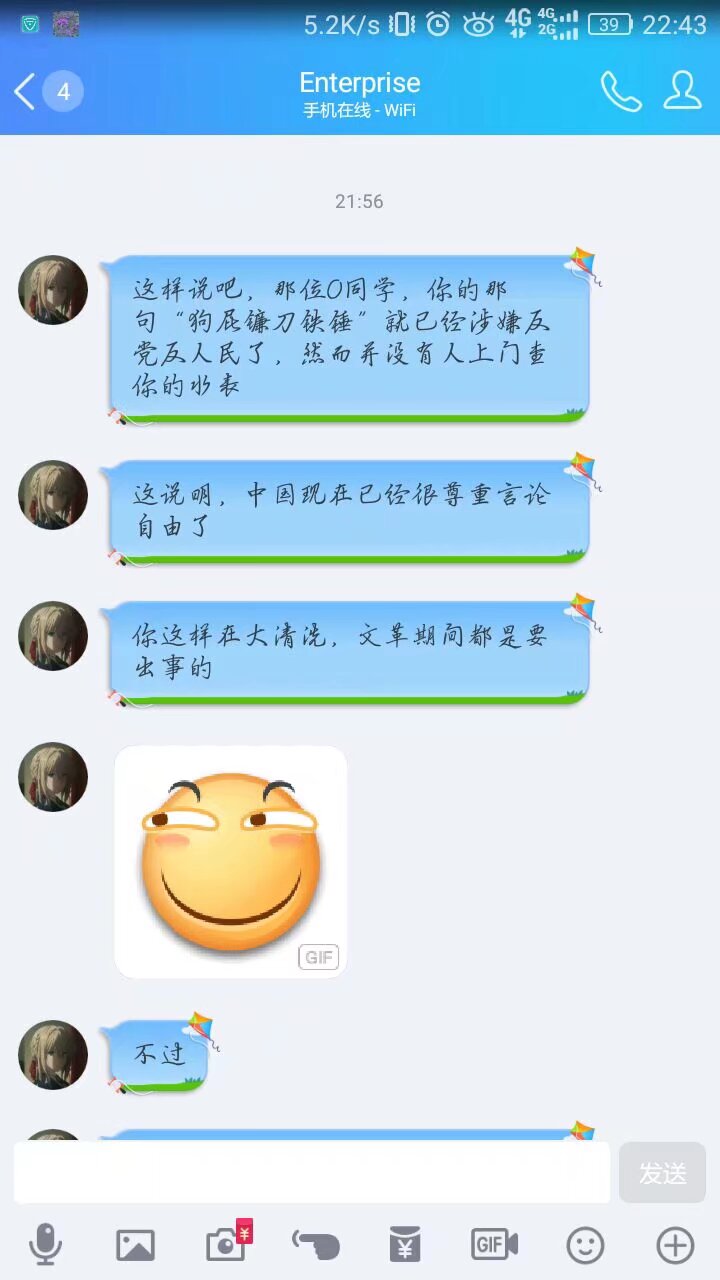 5.2K/s 4G 4G 2G 39 22:43
4
Enterprise
手机在线 - WiFi
21:56
这样说吧，那位O同学，你的那
句“狗屁镰刀铁锤”就已经涉嫌反
党反人民了，然而并没有人上门查
你的水表
这说明，中国现在已经很尊重言论
自由了
你这样在大清洗，文革期间都是要
出事的
GIF
不过
发送
¥
¥
GIF